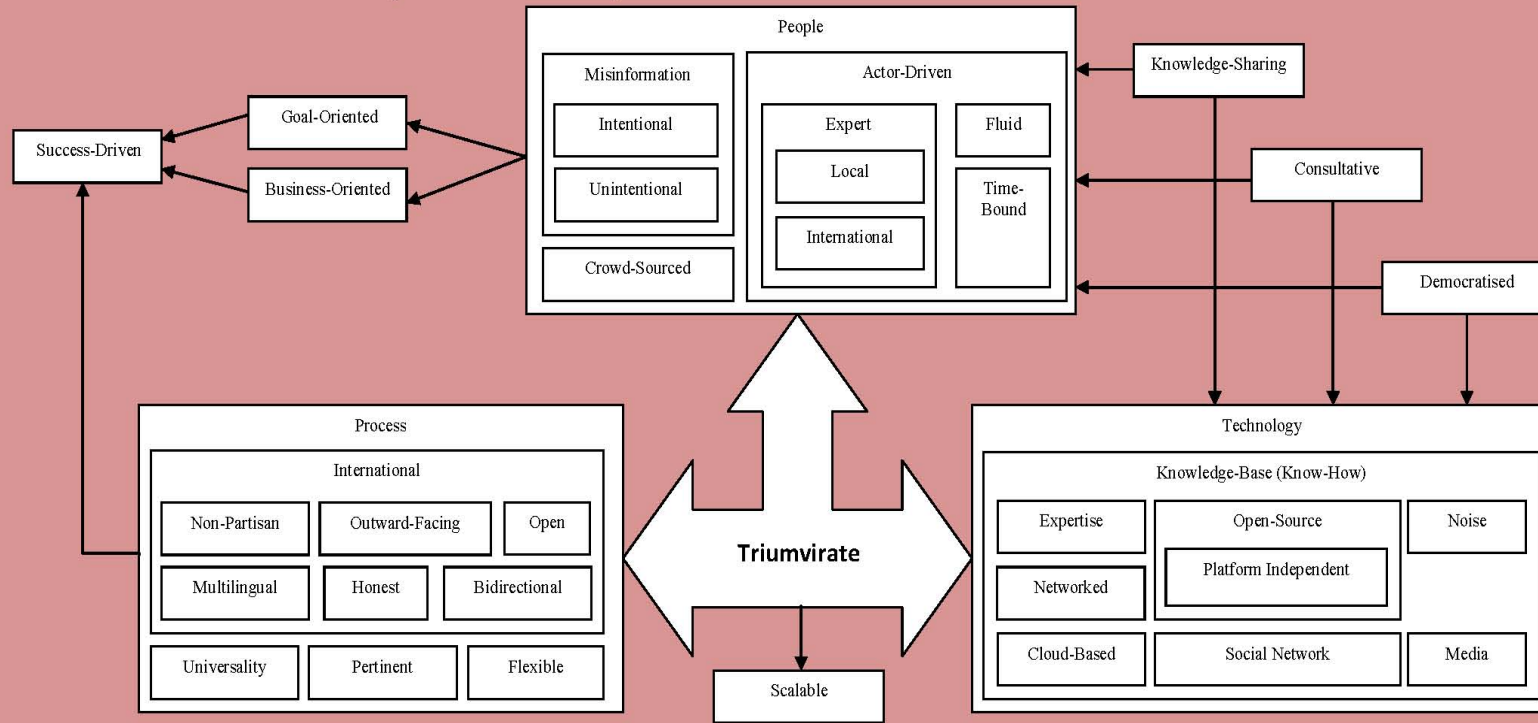 People
Misinformation
Intentional
Unintentional
Crowd-Sourced
Actor-Driven
Expert
Local
International
Fluid
Time-
Bound
Knowledge-Sharing
Consultative
Democratised
Goal-Oriented
Business-Oriented
Success-Driven
Process
International
Non-Partisan
Outward-Facing
Open
Multilingual
Honest
Bidirectional
Universality
Pertinent
Flexible
Triumvirate
Scalable
Technology
Knowledge-Base (Know-How)
Expertise
Open-Source
Noise
Platform Independent
Networked
Cloud-Based
Social Network
Media